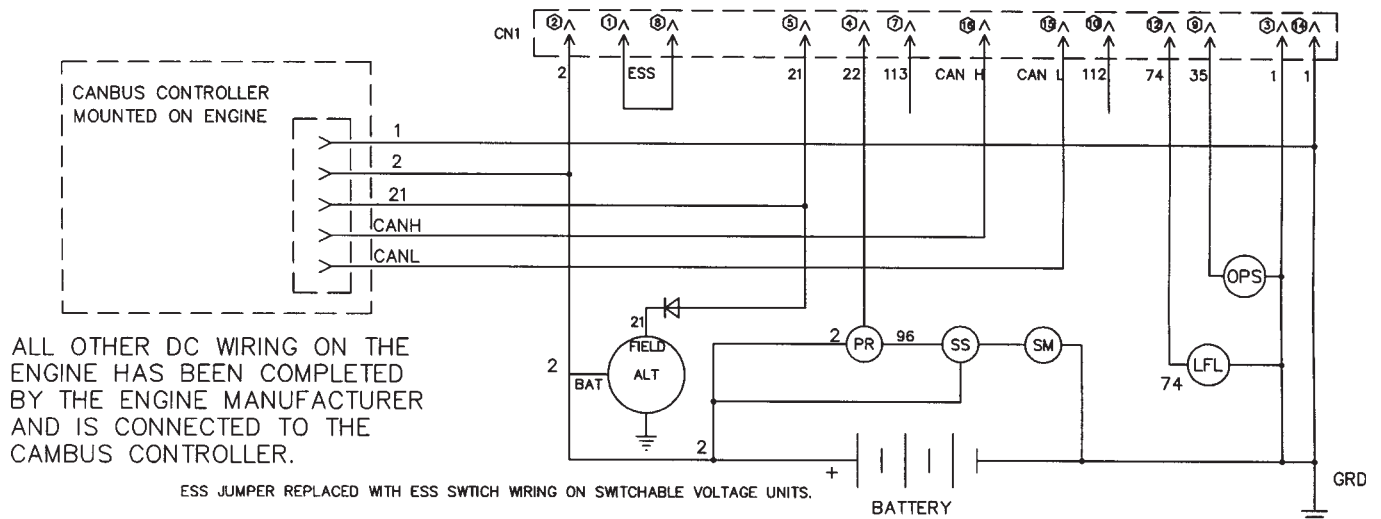 CN1 2 1 8 5 4 7 16 15 10 12 9 3 14
2 ESS 21 22 113 CAN H CAN L 112 74 35 1 1
CANBUS CONTROLLER
MOUNTED ON ENGINE
1
2
21
CANH
CANL
OPS
21
FIELD
2 BAT ALT
2 PR 96 SS SM
74 LFL
ALL OTHER DC WIRING ON THE
ENGINE HAS BEEN COMPLETED
BY THE ENGINE MANUFACTURER
AND IS CONNECTED TO THE
CAMBUS CONTROLLER.
2
+
BATTERY
GRD
ESS JUMPER REPLACED WITH ESS SWTICH WIRING ON SWITCHABLE VOLTAGE UNITS.